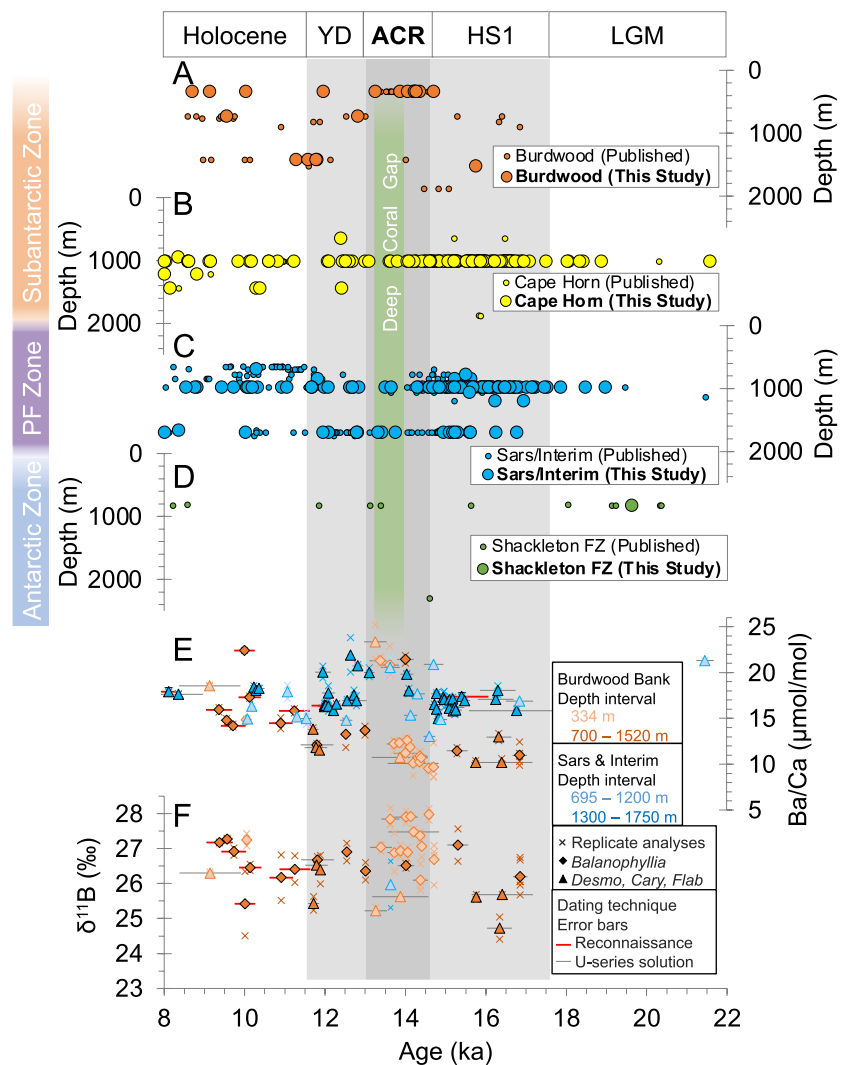 Holocene YD ACR HS1 LGM
A
0
1000
2000
Depth (m)
Burdwood (Published)
Burdwood (This Study)
Subantarctic Zone
PF Zone
Antarctic Zone
B
0
1000
2000
Depth (m)
Cape Horn (Published)
Cape Horn (This Study)
Deep Coral Gap
C
0
1000
2000
Depth (m)
Sars/Interim (Published)
Sars/Interim (This Study)
D
0
1000
2000
Depth (m)
Shackleton FZ (Published)
Shackleton FZ (This Study)
E
25
20
15
10
5
Ba/Ca (μmol/mol)
Burdwood Bank
Depth interval
334 m
700 – 1520 m
Sars & Interim
Depth interval
695 – 1200 m
1300 – 1750 m
Replicate analyses
Balanophyllia
Desmo, Cary, Flab
Dating technique
Error bars
Reconnaissance
U-series solution
F
28
27
26
25
24
23
δ¹¹B (‰)
8 10 12 14 16 18 20 22
Age (ka)